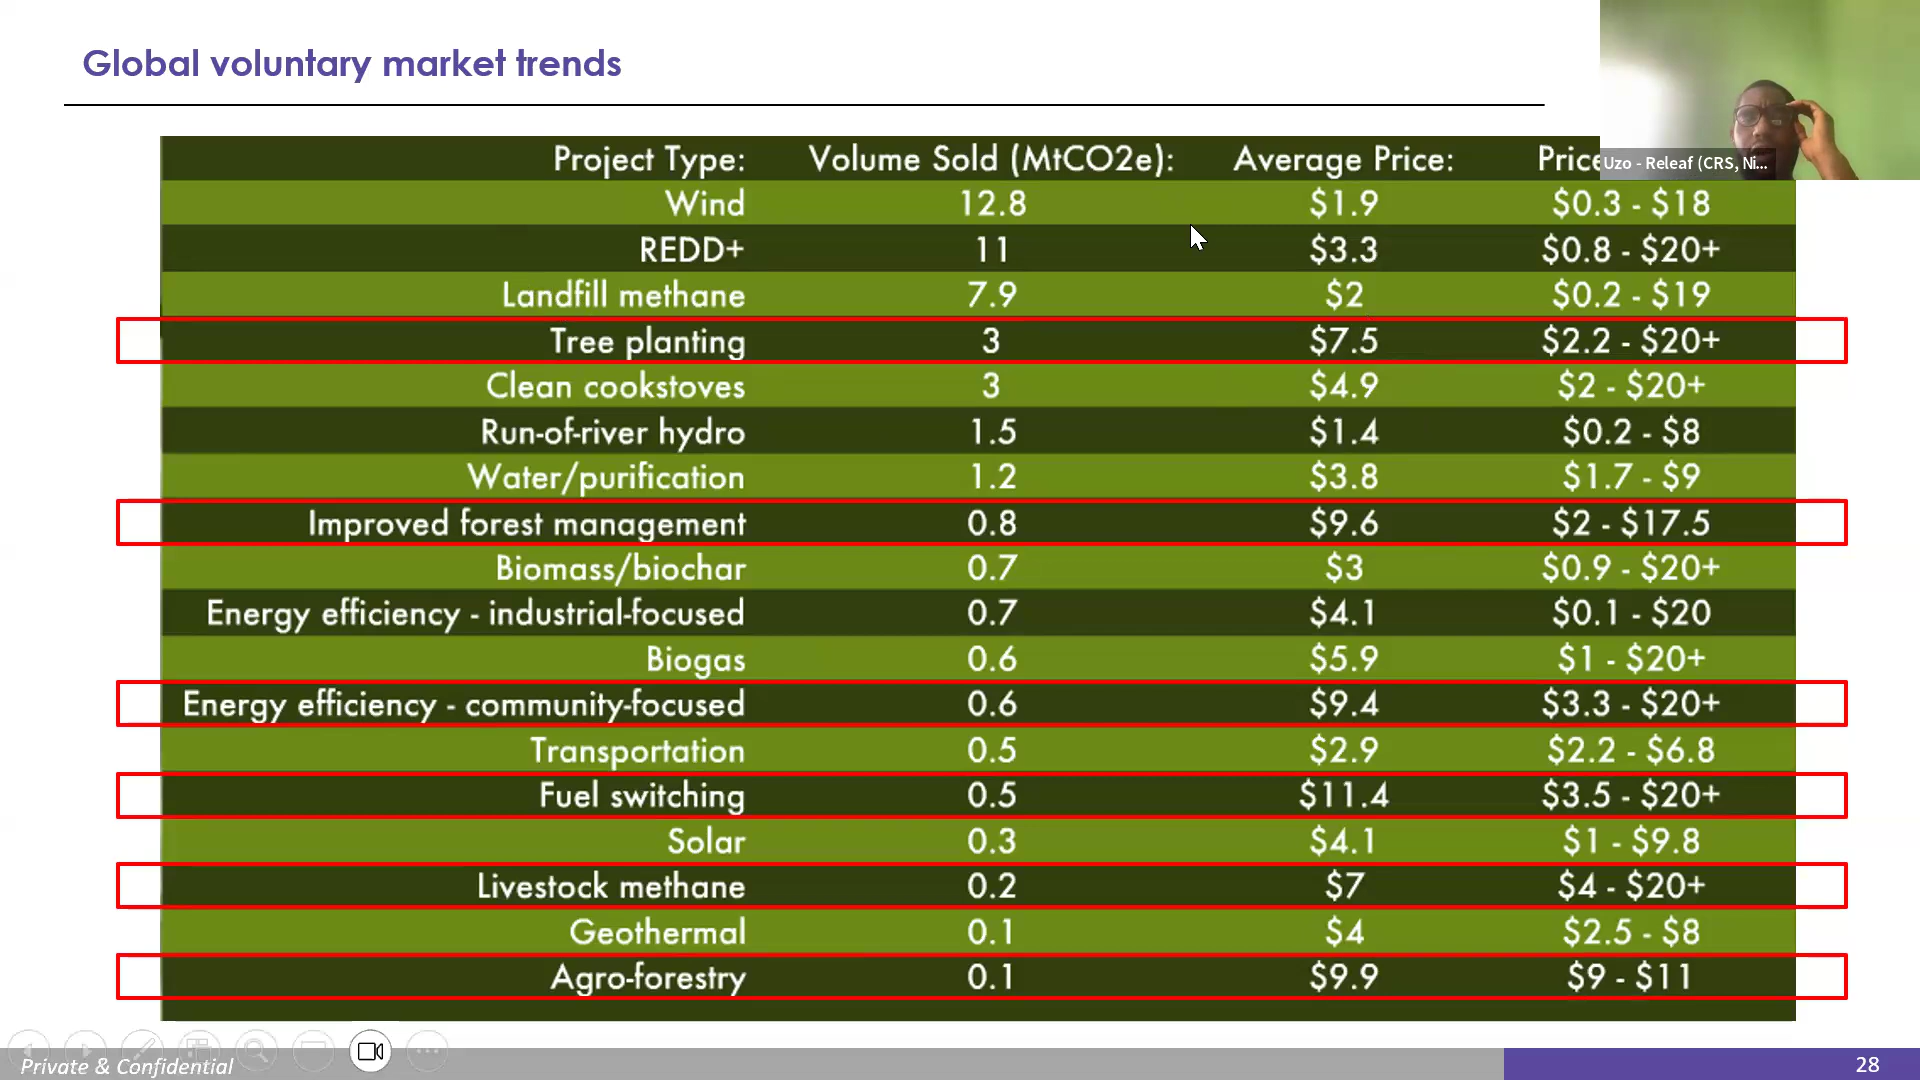 Global voluntary market trends
Uzo - Releaf (CRS, Ni...
Project Type: Volume Sold (MtCO2e): Average Price: Price
Wind 12.8 $1.9 $0.3 - $18
REDD+ 11 $3.3 $0.8 - $20+
Landfill methane 7.9 $2 $0.2 - $19
Tree planting 3 $7.5 $2.2 - $20+
Clean cookstoves 3 $4.9 $2 - $20+
Run-of-river hydro 1.5 $1.4 $0.2 - $8
Water/purification 1.2 $3.8 $1.7 - $9
Improved forest management 0.8 $9.6 $2 - $17.5
Biomass/biochar 0.7 $3 $0.9 - $20+
Energy efficiency - industrial-focused 0.7 $4.1 $0.1 - $20
Biogas 0.6 $5.9 $1 - $20+
Energy efficiency - community-focused 0.6 $9.4 $3.3 - $20+
Transportation 0.5 $2.9 $2.2 - $6.8
Fuel switching 0.5 $11.4 $3.5 - $20+
Solar 0.3 $4.1 $1 - $9.8
Livestock methane 0.2 $7 $4 - $20+
Geothermal 0.1 $4 $2.5 - $8
Agro-forestry 0.1 $9.9 $9 - $11
Private & Confidential 28